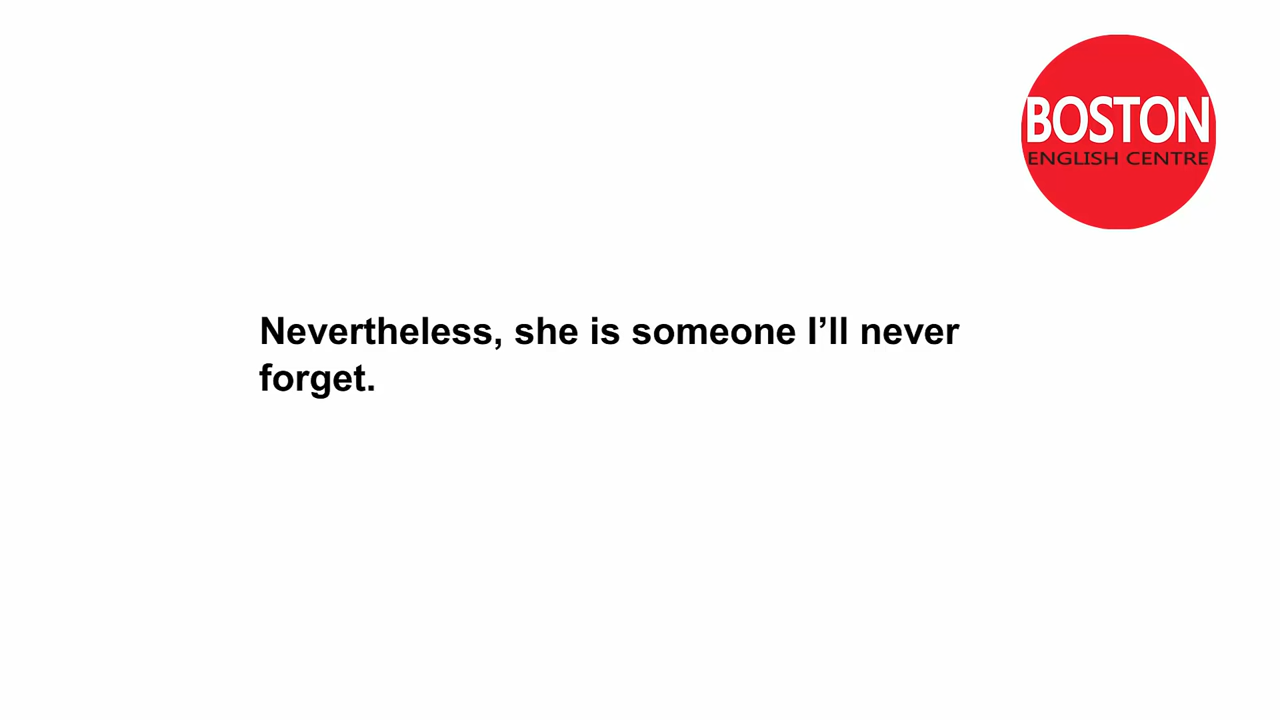 BOSTON
ENGLISH CENTRE
Nevertheless, she is someone I’ll never
forget.